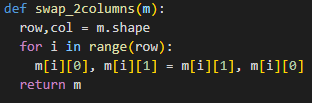 def swap_2columns(m):
  row,col = m.shape
  for i in range(row):
    m[i][0], m[i][1] = m[i][1], m[i][0]
  return m